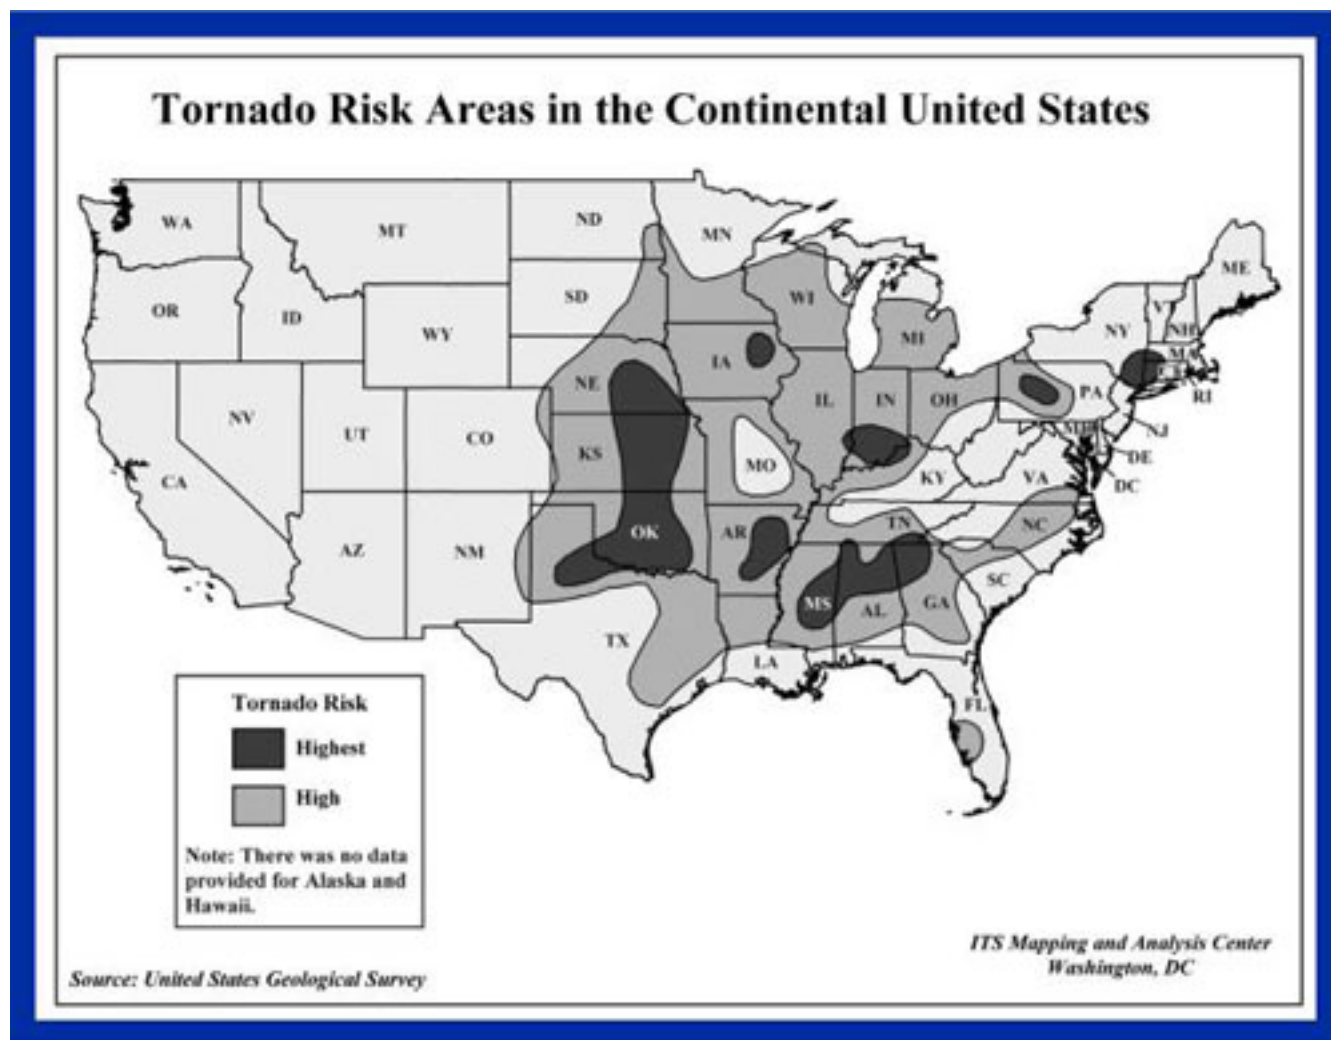 Tornado Risk Areas in the Continental United States
WA
MT
ND
MN
ME
OR
ID
WY
SD
WI
MI
NY
VT
NH
MA
RI
NV
UT
CO
NE
IA
IL
IN
OH
PA
NJ
CA
KS
MO
KY
VA
DE
DC
AZ
NM
OK
AR
TN
NC
SC
TX
LA
MS
AL
GA
FL
Tornado Risk
Highest
High
Note: There was no data
provided for Alaska and
Hawaii.
ITS Mapping and Analysis Center
Washington, DC
Source: United States Geological Survey